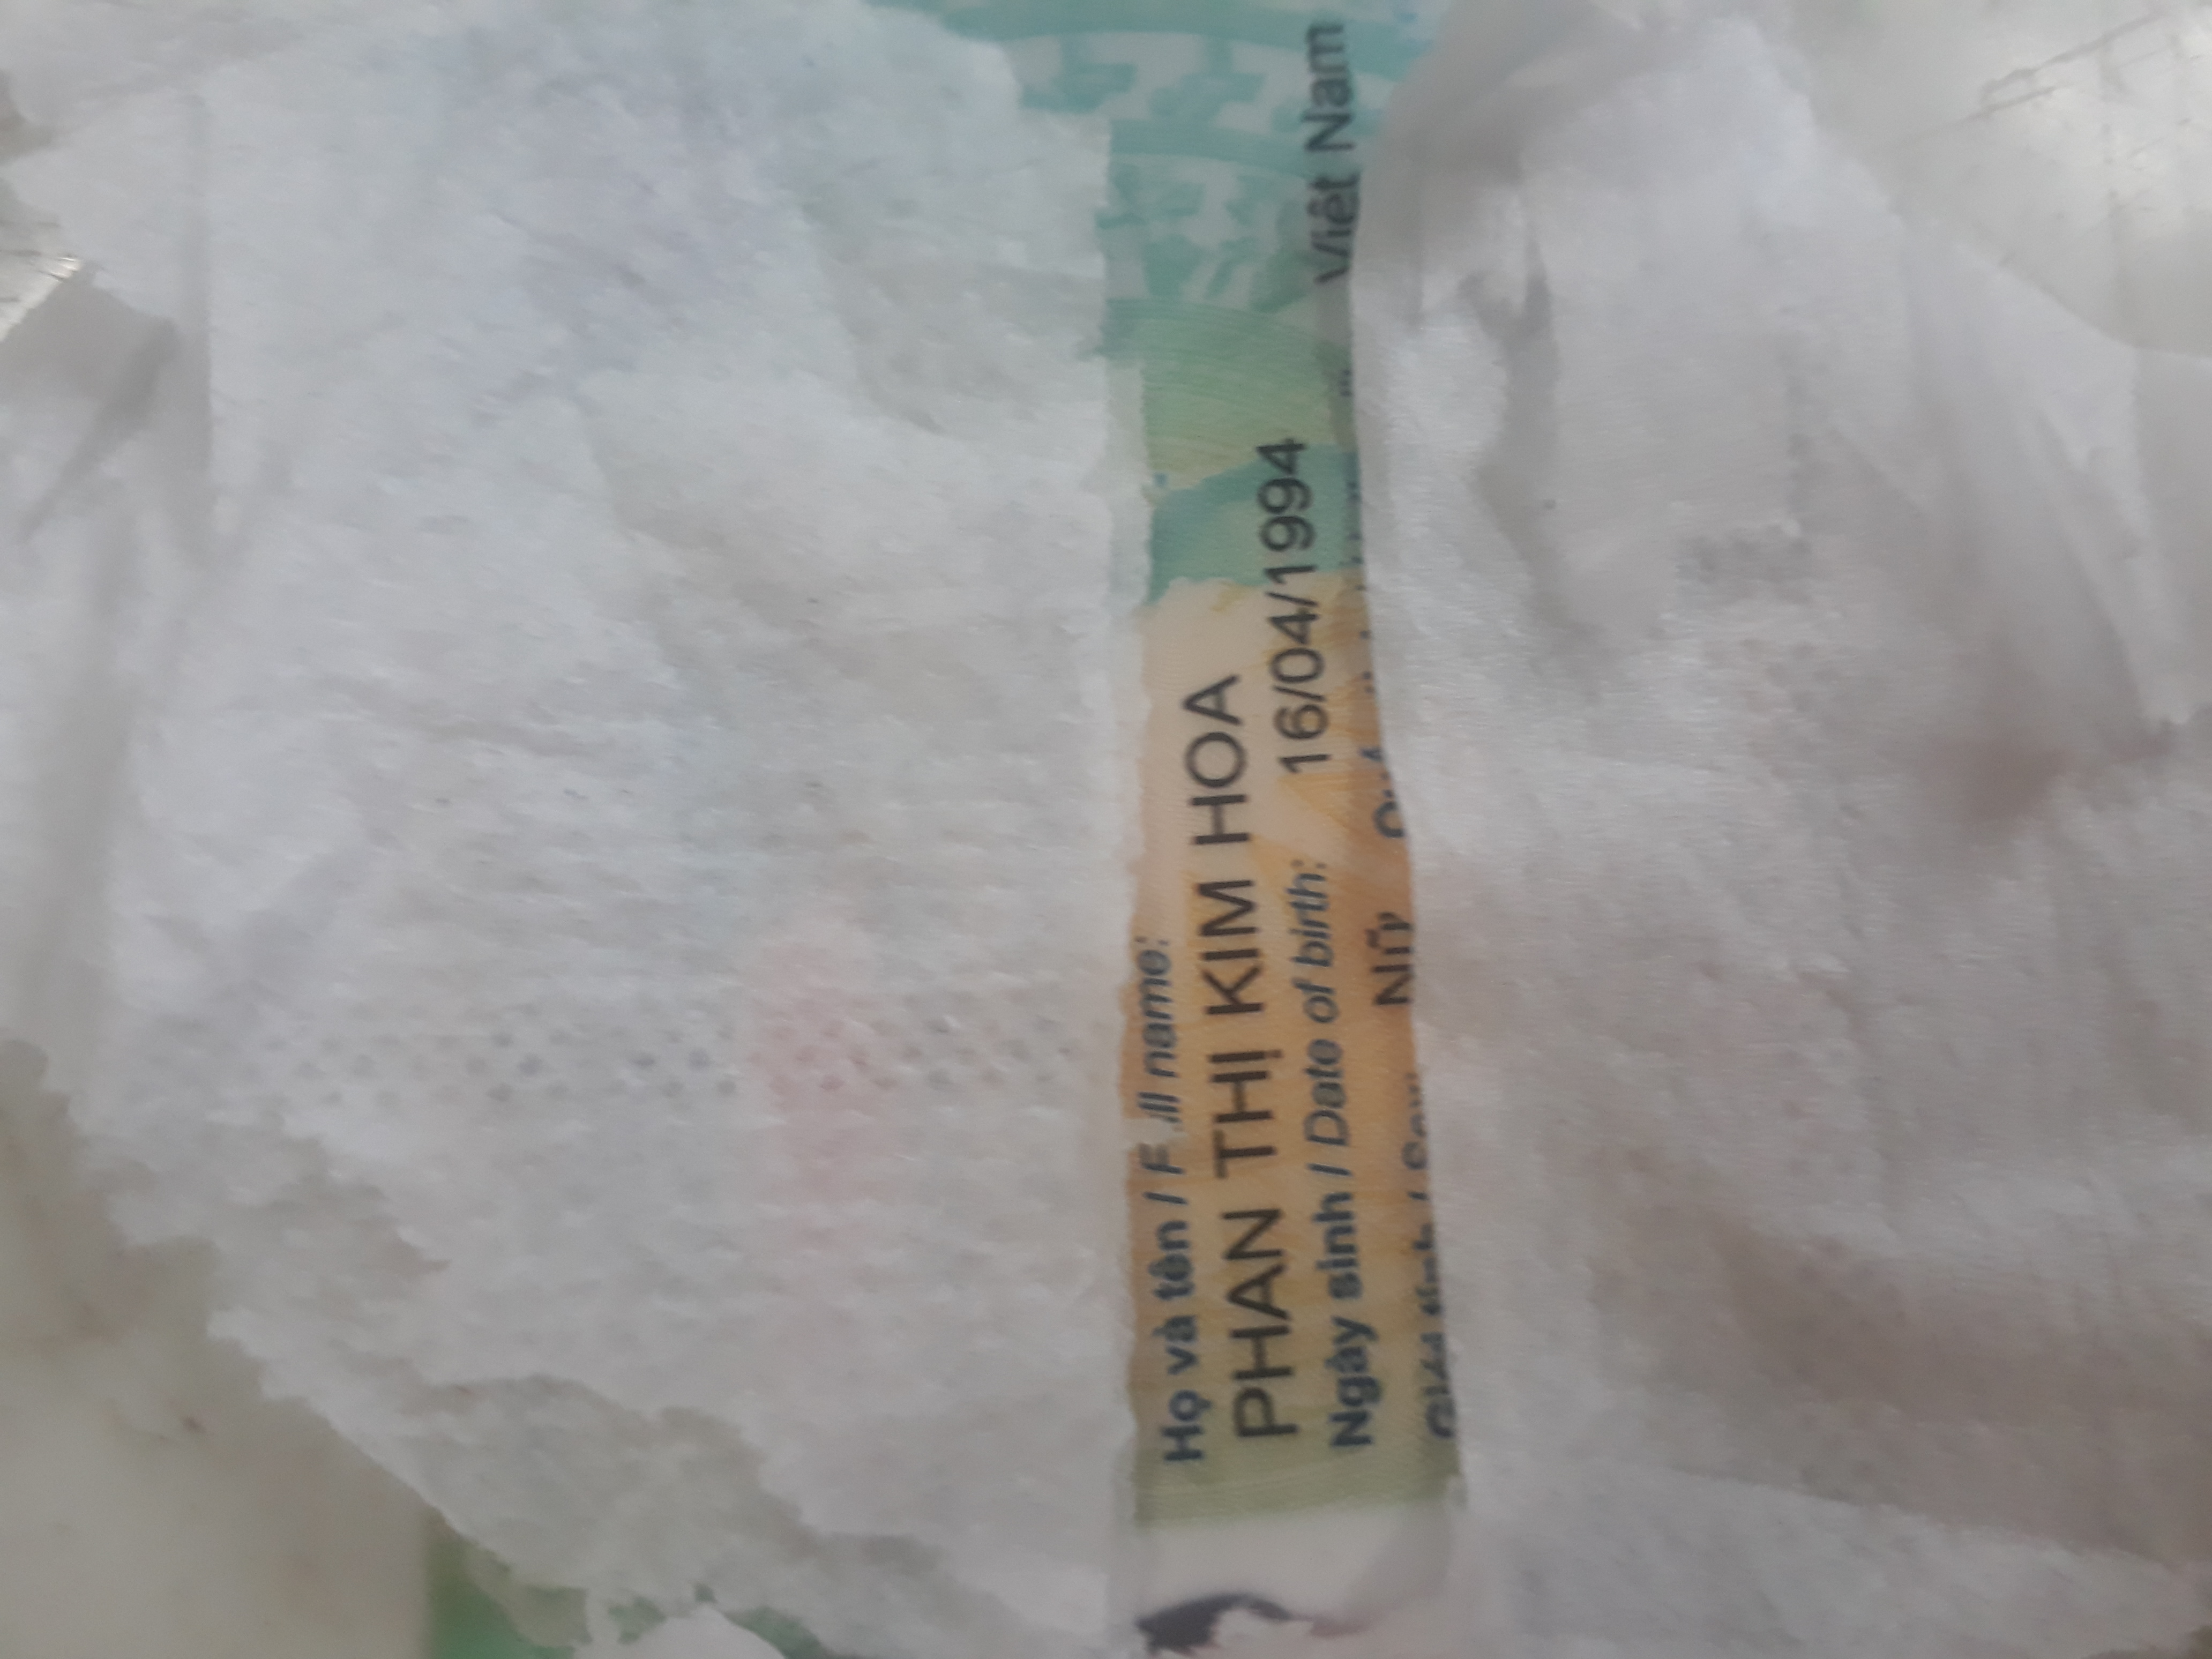 Họ và tên / F ll name:
PHAN THỊ KIM HOA
Ngày sinh / Date of birth: 16/04/1994
Nữ Việt Nam